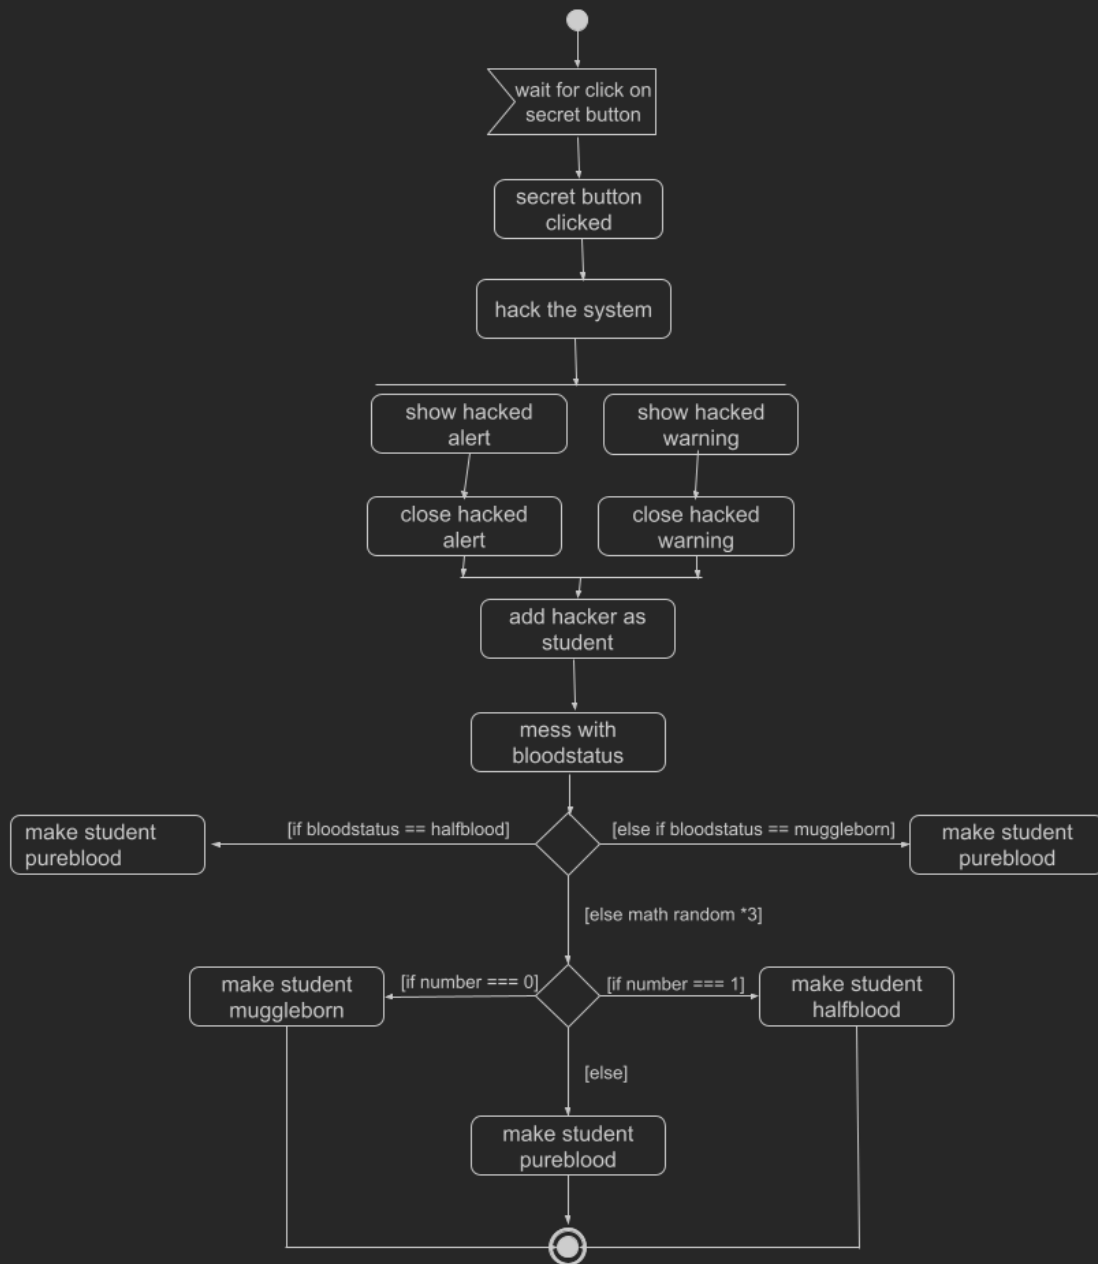 wait for click on
secret button
secret button
clicked
hack the system
show hacked
alert
show hacked
warning
close hacked
alert
close hacked
warning
add hacker as
student
mess with
bloodstatus
make student
pureblood
[if bloodstatus == halfblood]
[else if bloodstatus == muggleborn]
make student
pureblood
[else math random *3]
make student
muggleborn
[if number === 0]
[if number === 1]
make student
halfblood
[else]
make student
pureblood